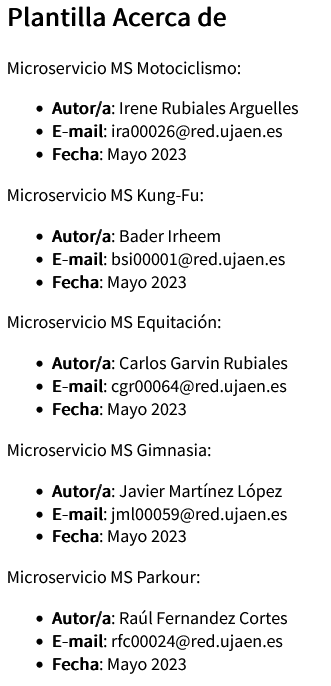 Plantilla Acerca de
Microservicio MS Motociclismo:
• Autor/a: Irene Rubiales Arguelles
• E-mail: ira00026@red.ujaen.es
• Fecha: Mayo 2023
Microservicio MS Kung-Fu:
• Autor/a: Bader Irheem
• E-mail: bsi00001@red.ujaen.es
• Fecha: Mayo 2023
Microservicio MS Equitación:
• Autor/a: Carlos Garvin Rubiales
• E-mail: cgr00064@red.ujaen.es
• Fecha: Mayo 2023
Microservicio MS Gimnasia:
• Autor/a: Javier Martínez López
• E-mail: jml00059@red.ujaen.es
• Fecha: Mayo 2023
Microservicio MS Parkour:
• Autor/a: Raúl Fernandez Cortes
• E-mail: rfc00024@red.ujaen.es
• Fecha: Mayo 2023